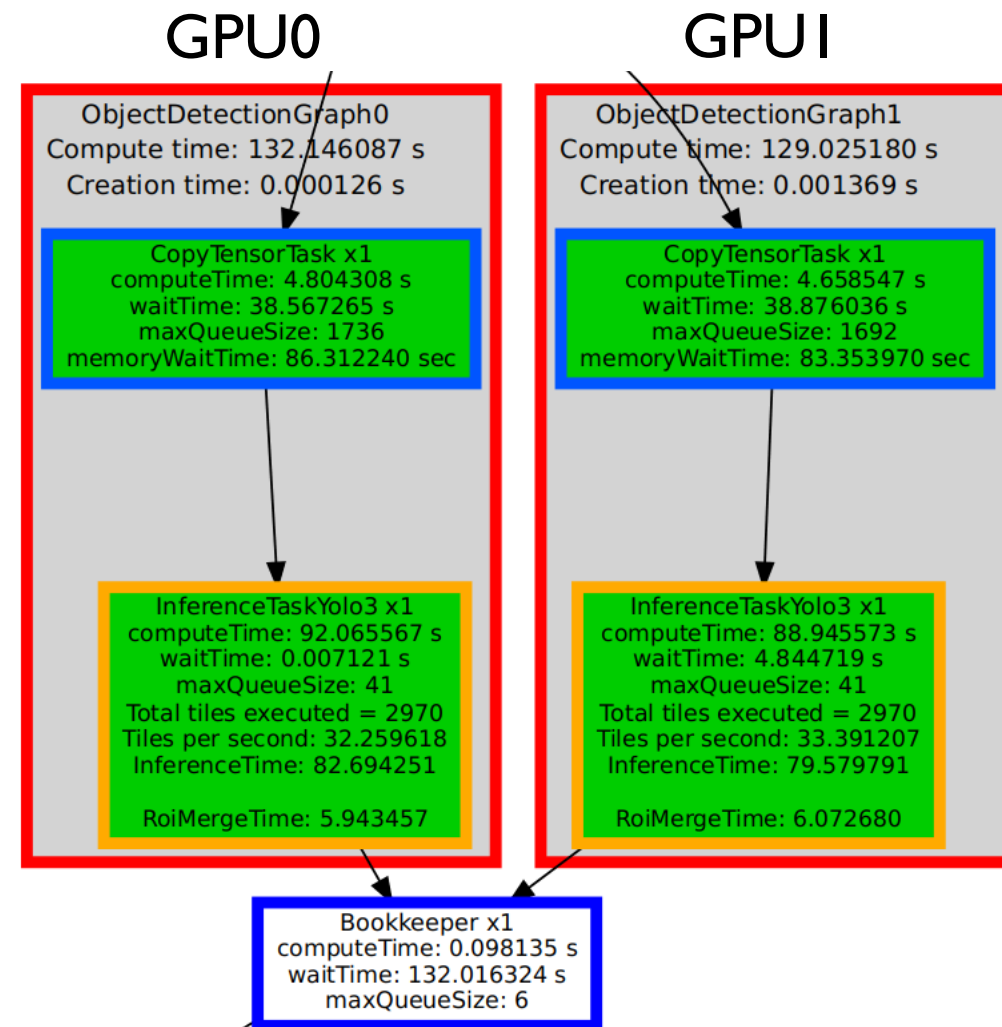 GPU0
GPU1
ObjectDetectionGraph0
Compute time: 132.146087 s
Creation time: 0.000126 s
CopyTensorTask x1
computeTime: 4.804308 s
waitTime: 38.567265 s
maxQueueSize: 1736
memoryWaitTime: 86.312240 sec
InferenceTaskYolo3 x1
computeTime: 92.065567 s
waitTime: 0.007121 s
maxQueueSize: 41
Total tiles executed = 2970
Tiles per second: 32.259618
InferenceTime: 82.694251
RoiMergeTime: 5.943457
ObjectDetectionGraph1
Compute time: 129.025180 s
Creation time: 0.001369 s
CopyTensorTask x1
computeTime: 4.658547 s
waitTime: 38.876036 s
maxQueueSize: 1692
memoryWaitTime: 83.353970 sec
InferenceTaskYolo3 x1
computeTime: 88.945573 s
waitTime: 4.844719 s
maxQueueSize: 41
Total tiles executed = 2970
Tiles per second: 33.391207
InferenceTime: 79.579791
RoiMergeTime: 6.072680
Bookkeeper x1
computeTime: 0.098135 s
waitTime: 132.016324 s
maxQueueSize: 6